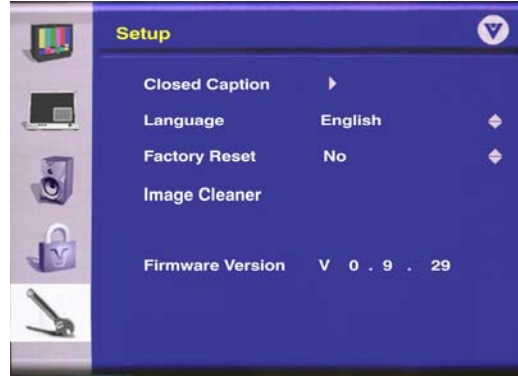 Setup
Closed Caption
Language English
Factory Reset No
Image Cleaner
Firmware Version V 0 . 9 . 29